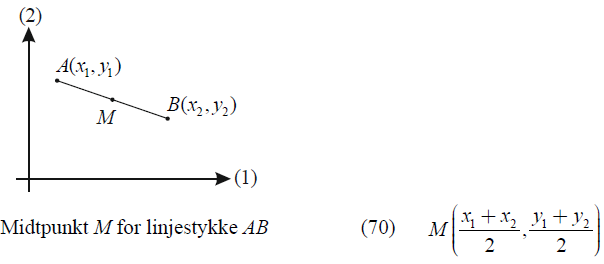 (2)
A(x₁, y₁)
B(x₂, y₂)
M
(1)
Midtpunkt M for linjestykke AB (70) M((x₁ + x₂)/2, (y₁ + y₂)/2)